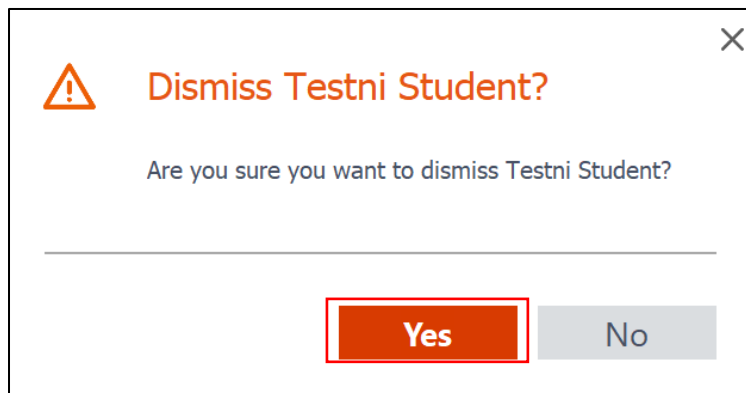 Dismiss Testni Student?
Are you sure you want to dismiss Testni Student?
Yes
No